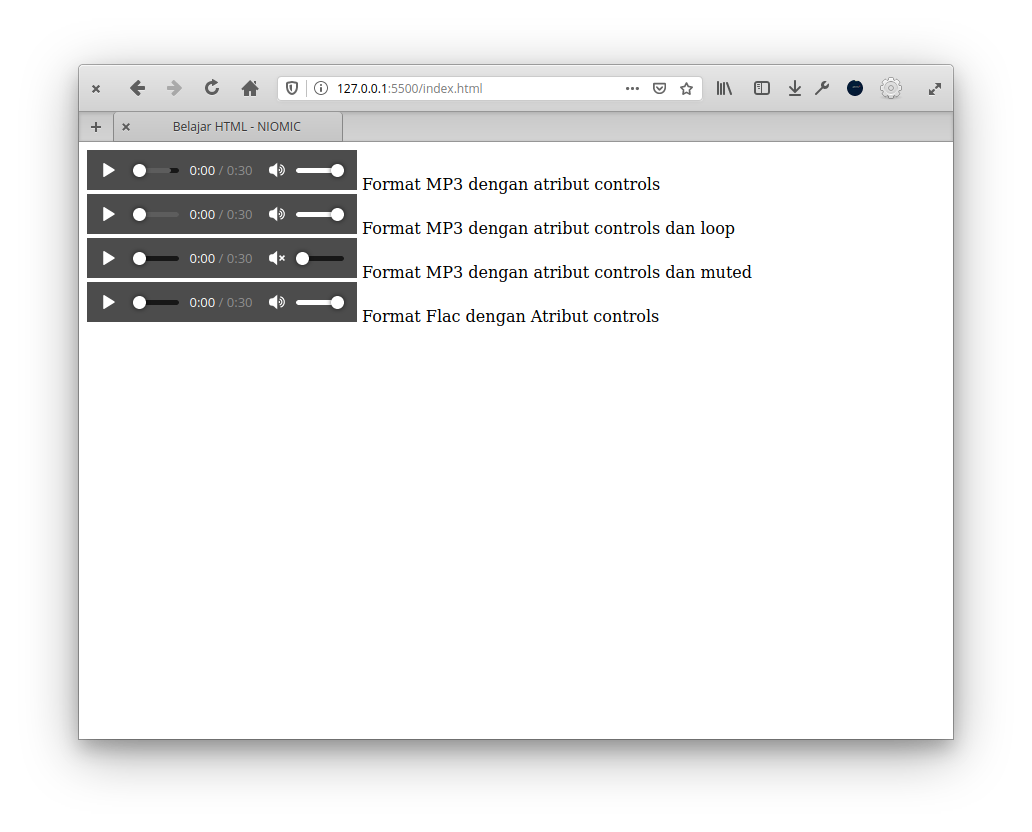 127.0.0.1:5500/index.html
Belajar HTML - NIOMIC
0:00 / 0:30
Format MP3 dengan atribut controls
0:00 / 0:30
Format MP3 dengan atribut controls dan loop
0:00 / 0:30
Format MP3 dengan atribut controls dan muted
0:00 / 0:30
Format Flac dengan Atribut controls